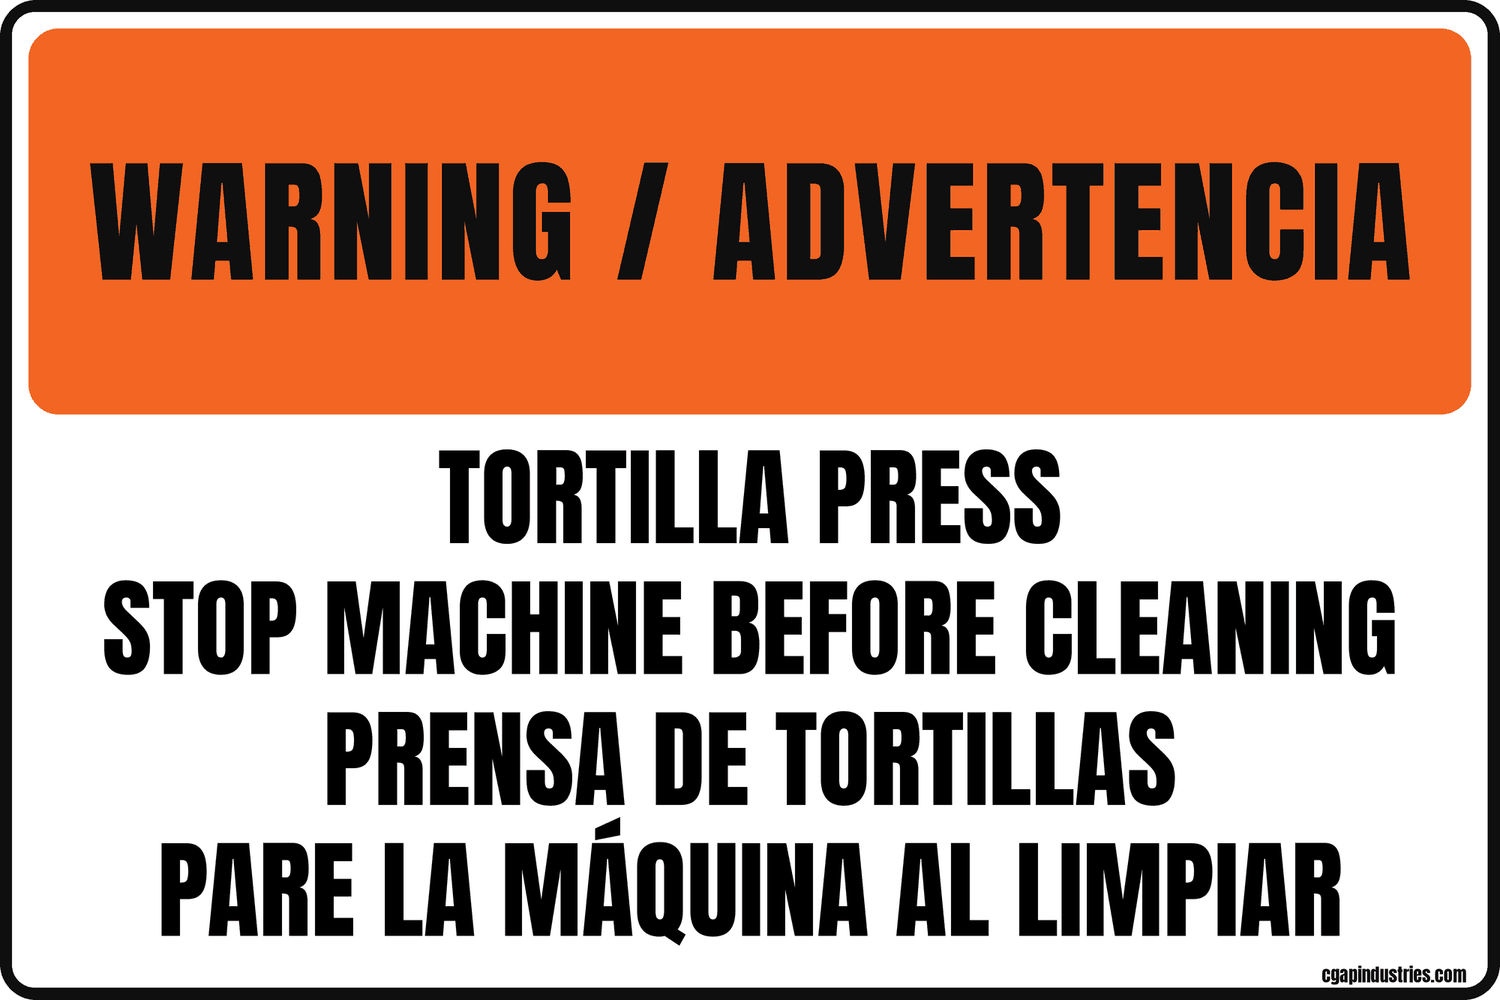 WARNING / ADVERTENCIA
TORTILLA PRESS
STOP MACHINE BEFORE CLEANING
PRENSA DE TORTILLAS
PARE LA MÁQUINA AL LIMPIAR
cgapindustries.com